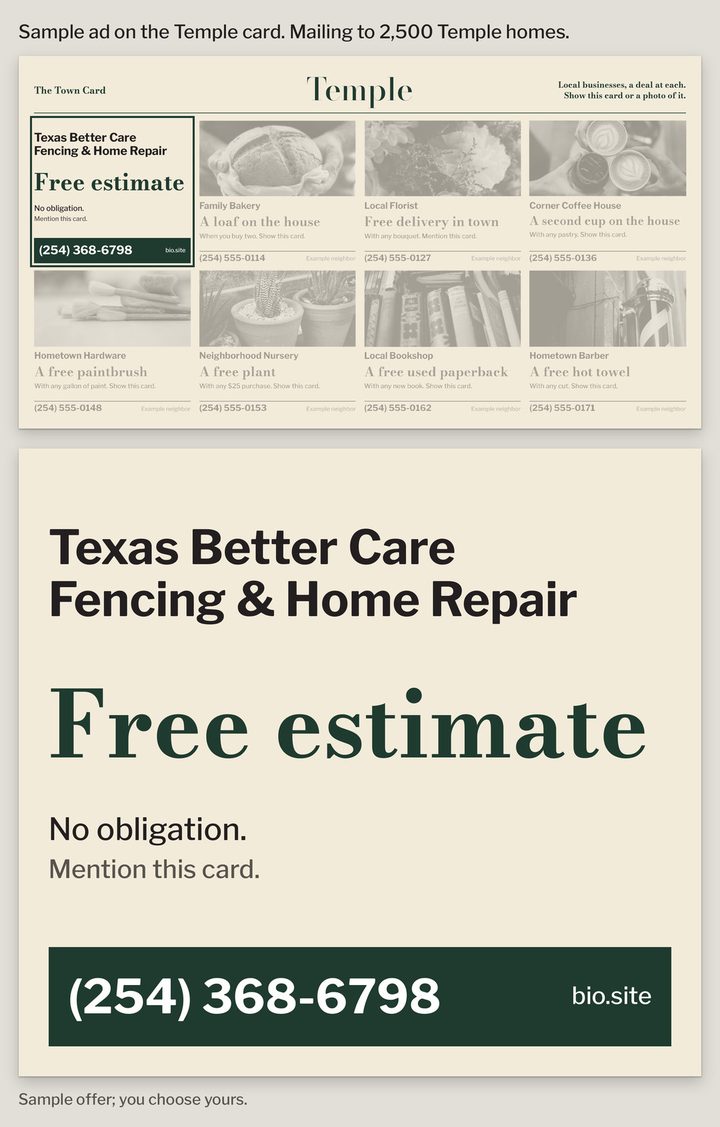 Sample ad on the Temple card. Mailing to 2,500 Temple homes.
The Town Card
Temple
Local businesses, a deal at each.
Show this card or a photo of it.
Texas Better Care
Fencing & Home Repair
Free estimate
No obligation.
Mention this card.
(254) 368-6798
bio.site
Family Bakery
A loaf on the house
When you buy two. Show this card.
(254) 555-0114
Example neighbor
Local Florist
Free delivery in town
With any bouquet. Mention this card.
(254) 555-0127
Example neighbor
Corner Coffee House
A second cup on the house
With any pastry. Show this card.
(254) 555-0136
Example neighbor
Hometown Hardware
A free paintbrush
With any gallon of paint. Show this card.
(254) 555-0148
Example neighbor
Neighborhood Nursery
A free plant
With any $25 purchase. Show this card.
(254) 555-0153
Example neighbor
Local Bookshop
A free used paperback
With any new book. Show this card.
(254) 555-0162
Example neighbor
Hometown Barber
A free hot towel
With any cut. Show this card.
(254) 555-0171
Example neighbor
Texas Better Care
Fencing & Home Repair
Free estimate
No obligation.
Mention this card.
(254) 368-6798
bio.site
Sample offer; you choose yours.